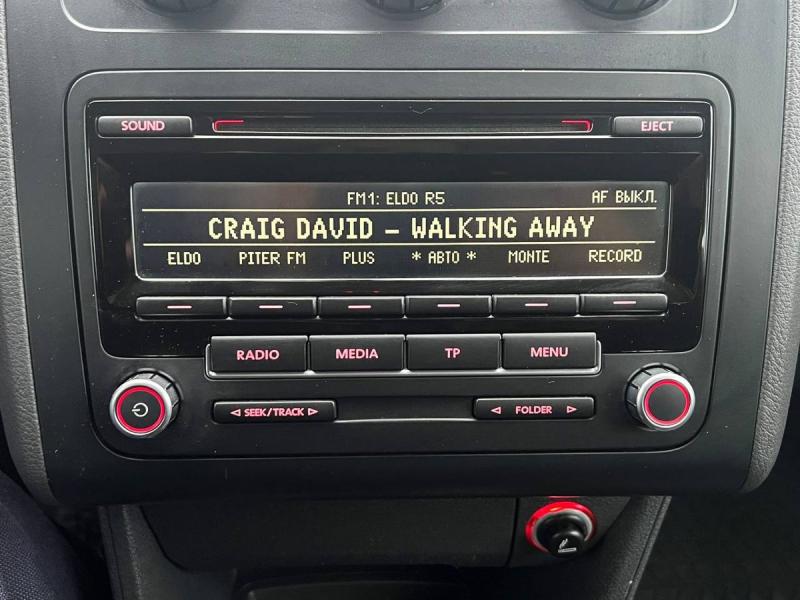 SOUND
EJECT
FM1: ELDO R5 AF ВЫКЛ.
CRAIG DAVID – WALKING AWAY
ELDO PITER FM PLUS * АВТО * MONTE RECORD
RADIO MEDIA TP MENU
SEEK/TRACK FOLDER